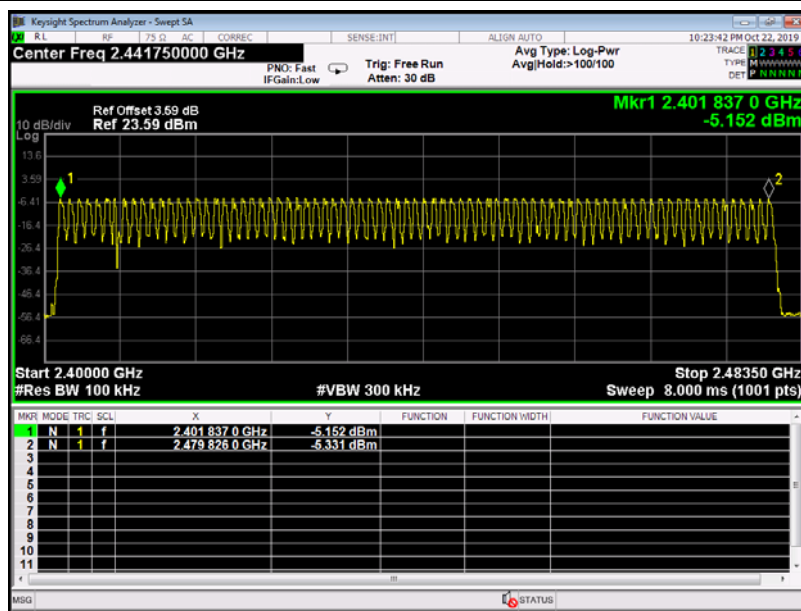 Keysight Spectrum Analyzer - Swept SA
RL RF 75 Ω AC CORREC SENSE:INT ALIGN AUTO 10:23:42 PM Oct 22, 2019
Center Freq 2.441750000 GHz
PNO: Fast
IFGain:Low
Trig: Free Run
Atten: 30 dB
Avg Type: Log-Pwr
Avg|Hold:>100/100
TRACE 1 2 3 4 5
TYPE M WWWWW
DET P N N N N N
Mkr1 2.401 837 0 GHz
-5.152 dBm
Ref Offset 3.59 dB
10 dB/div Ref 23.59 dBm
Log
13.6
3.59
-6.41
-16.4
-26.4
-36.4
-46.4
-56.4
-66.4
1
2
Start 2.40000 GHz Stop 2.48350 GHz
#Res BW 100 kHz #VBW 300 kHz Sweep 8.000 ms (1001 pts)
MKR MODE TRC SCL X Y FUNCTION FUNCTION WIDTH FUNCTION VALUE
1 N 1 f 2.401 837 0 GHz -5.152 dBm
2 N 1 f 2.479 826 0 GHz -5.331 dBm
3
4
5
6
7
8
9
10
11
MSG STATUS